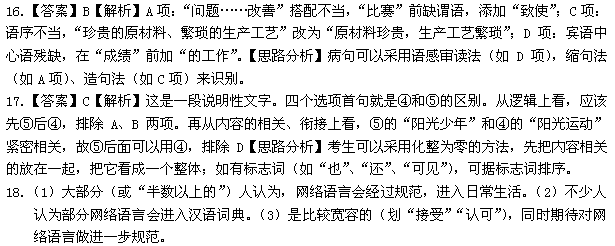 16.【答案】B【解析】A项：“问题……改善”搭配不当，“比赛”前缺谓语，添加“致使”；C项：
语序不当，“珍贵的原材料、繁琐的生产工艺”改为“原材料珍贵，生产工艺繁琐”；D项：宾语中
心语残缺，在“成绩”前加“的工作”。【思路分析】病句可以采用语感审读法（如 D 项），缩句法
（如 A 项）、造句法（如 C 项）来识别。
17.【答案】C【解析】这是一段说明性文字。四个选项首句就是④和⑤的区别。从逻辑上看，应该
先⑤后④，排除 A、B 两项。再从内容的相关、衔接上看，⑤的“阳光少年”和④的“阳光运动”
紧密相关，故⑤后面可以用④，排除 D【思路分析】考生可以采用化整为零的方法，先把内容相关
的放在一起，把它看成一个整体；如有标志词（如“也”、“还”、“可见”），可据标志词排序。
18.（1）大部分（或“半数以上的”）人认为，网络语言会经过规范，进入日常生活。（2）不少人
认为部分网络语言会进入汉语词典。（3）是比较宽容的（划“接受”“认可”），同时期待对网
络语言做进一步规范。